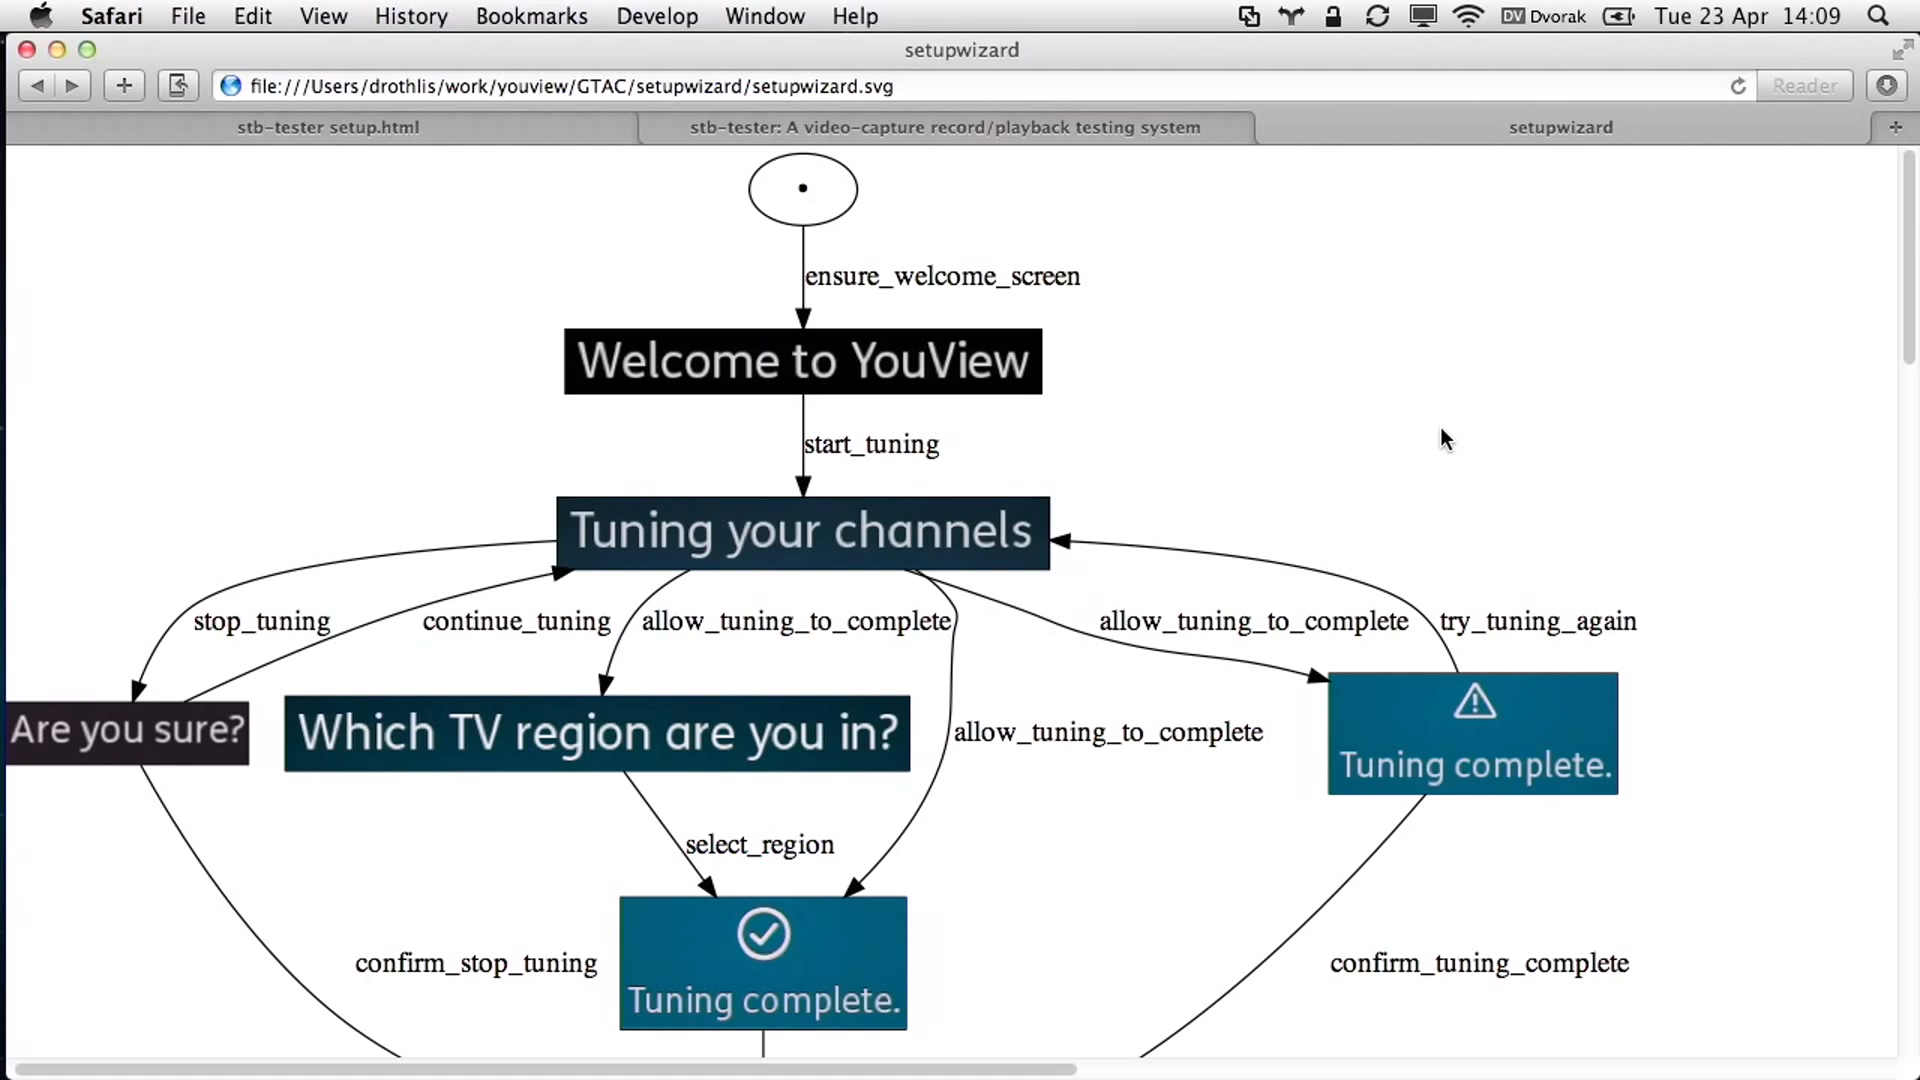 Safari File Edit View History Bookmarks Develop Window Help DV Dvorak Tue 23 Apr 14:09
setupwizard
file:///Users/drothlis/work/youview/GTAC/setupwizard/setupwizard.svg Reader
stb-tester setup.html stb-tester: A video-capture record/playback testing system setupwizard
ensure_welcome_screen
Welcome to YouView
start_tuning
Tuning your channels
stop_tuning continue_tuning allow_tuning_to_complete allow_tuning_to_complete try_tuning_again
Are you sure? Which TV region are you in? allow_tuning_to_complete
Tuning complete.
select_region
confirm_stop_tuning confirm_tuning_complete
Tuning complete.